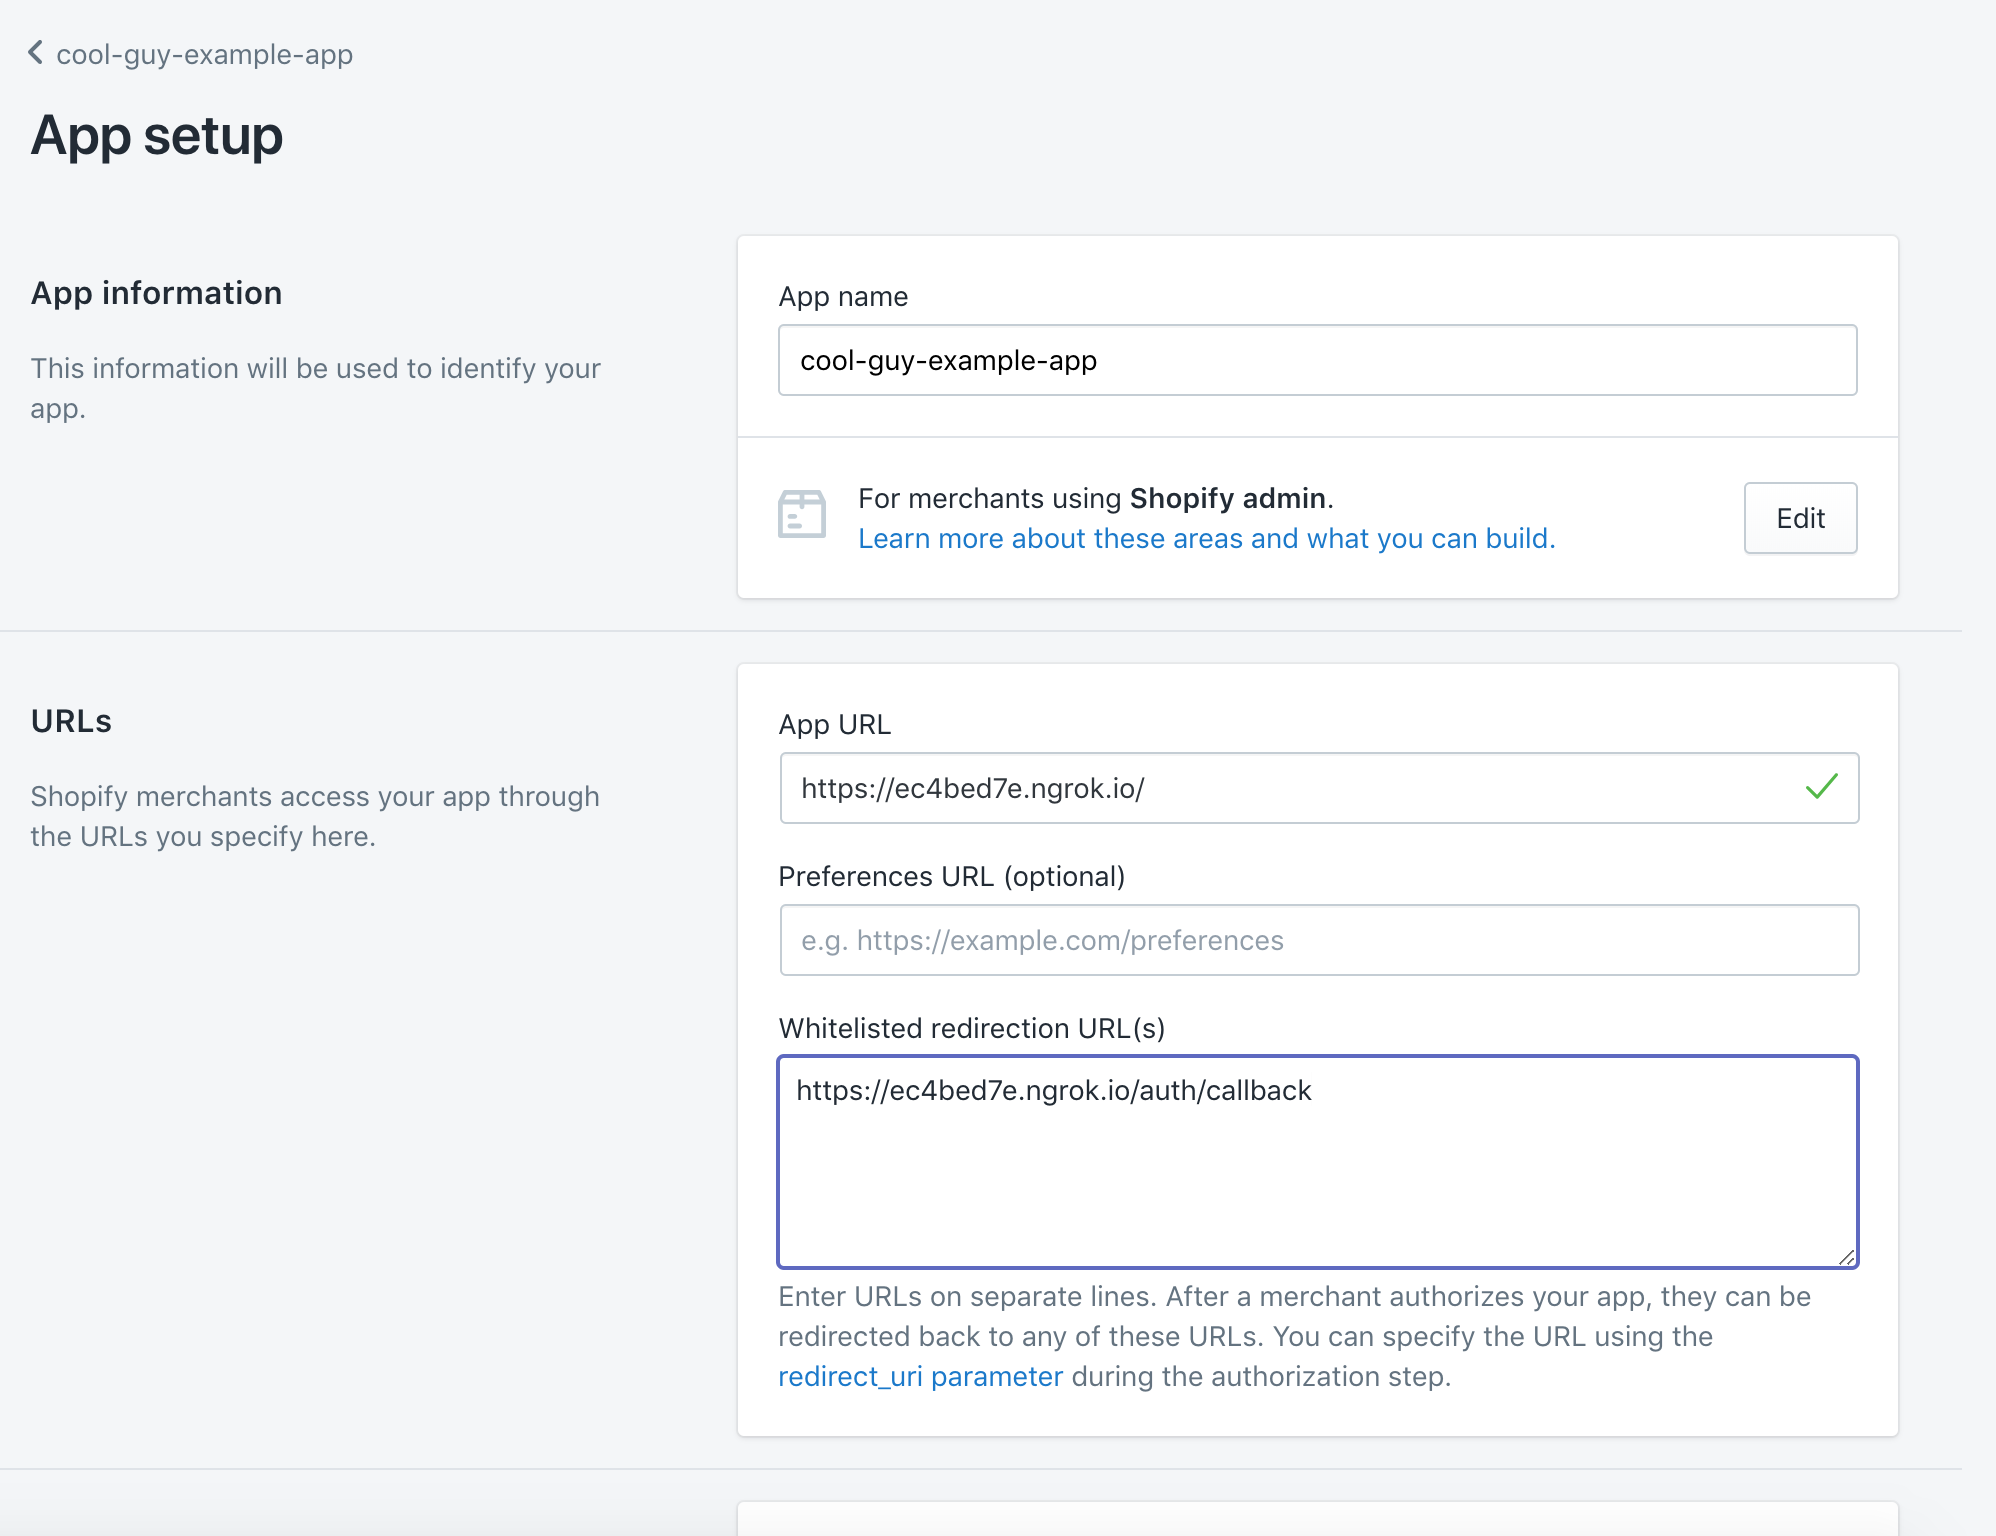 cool-guy-example-app
App setup
App information
This information will be used to identify your
app.
App name
cool-guy-example-app
For merchants using Shopify admin.
Learn more about these areas and what you can build.
Edit
URLs
Shopify merchants access your app through
the URLs you specify here.
App URL
https://ec4bed7e.ngrok.io/
Preferences URL (optional)
e.g. https://example.com/preferences
Whitelisted redirection URL(s)
https://ec4bed7e.ngrok.io/auth/callback
Enter URLs on separate lines. After a merchant authorizes your app, they can be
redirected back to any of these URLs. You can specify the URL using the
redirect_uri parameter during the authorization step.